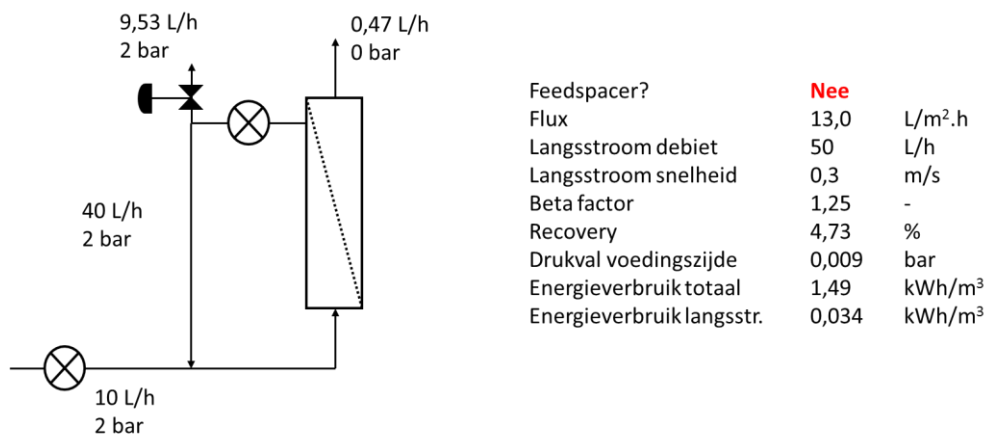 9,53 L/h
2 bar
0,47 L/h
0 bar
40 L/h
2 bar
10 L/h
2 bar
Feedspacer? Nee
Flux 13,0 L/m².h
Langsstroom debiet 50 L/h
Langsstroom snelheid 0,3 m/s
Beta factor 1,25 -
Recovery 4,73 %
Drukval voedingszijde 0,009 bar
Energieverbruik totaal 1,49 kWh/m³
Energieverbruik langsstr. 0,034 kWh/m³